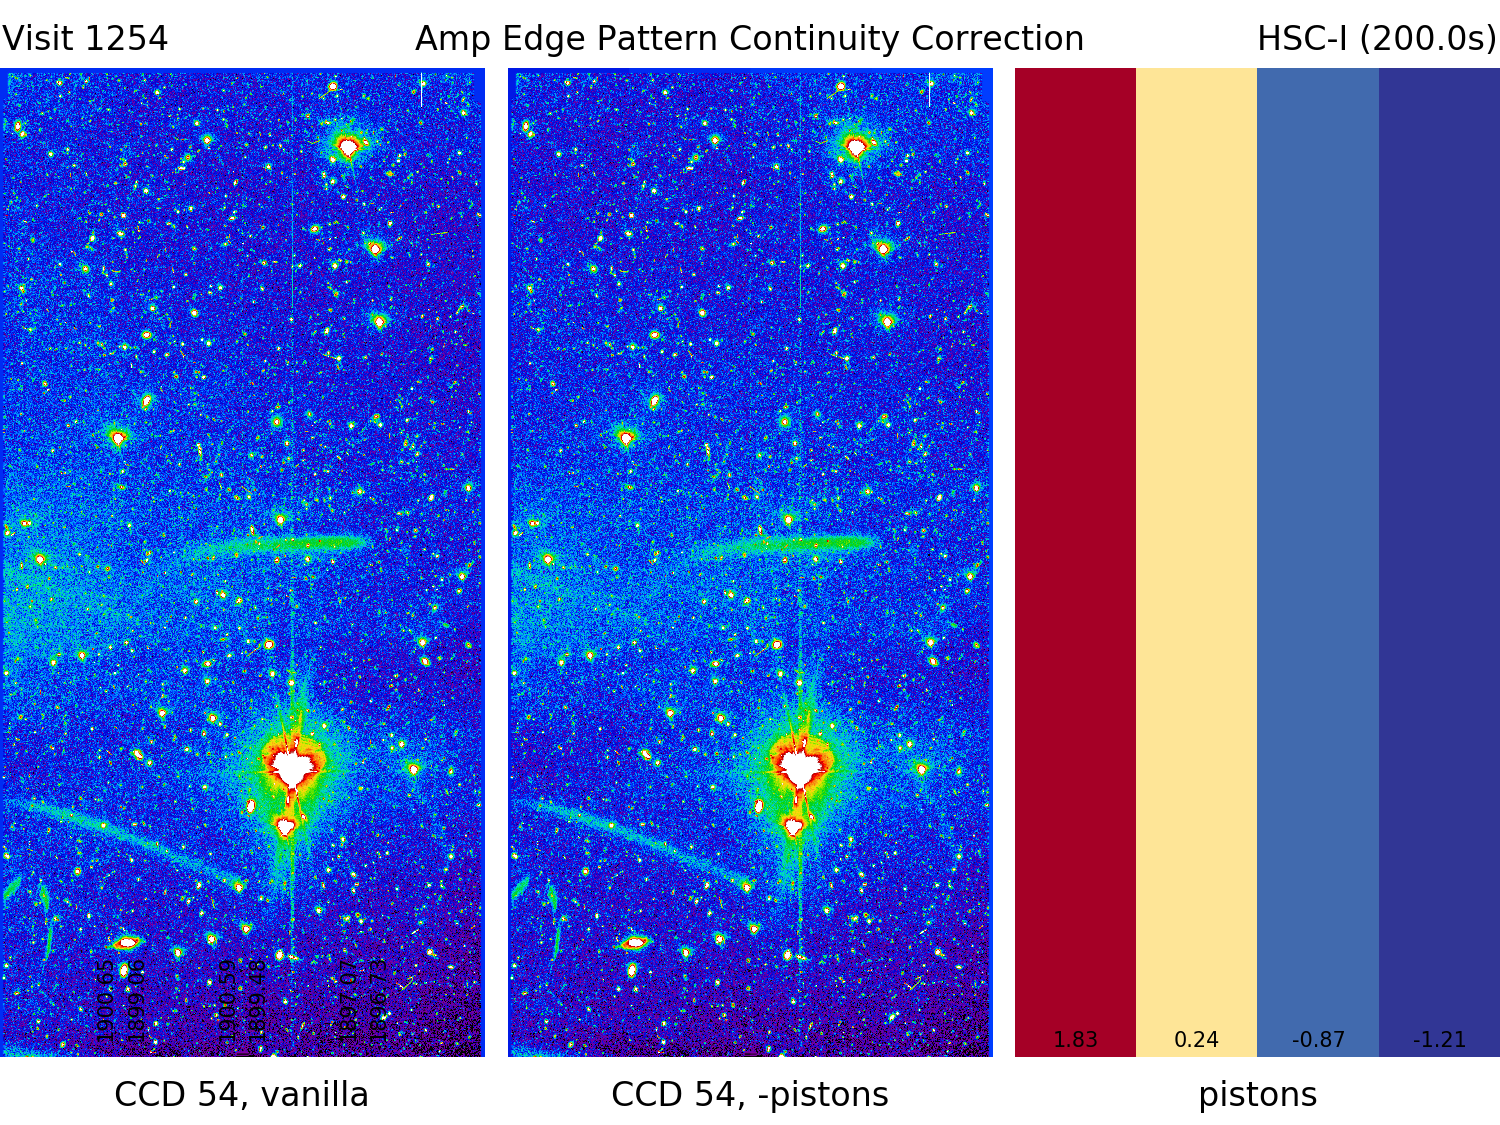 Visit 1254
Amp Edge Pattern Continuity Correction
HSC-I (200.0s)
1900.65
1899.06
1900.59
1899.48
1897.07
1896.73
1.83
0.24
-0.87
-1.21
CCD 54, vanilla
CCD 54, -pistons
pistons